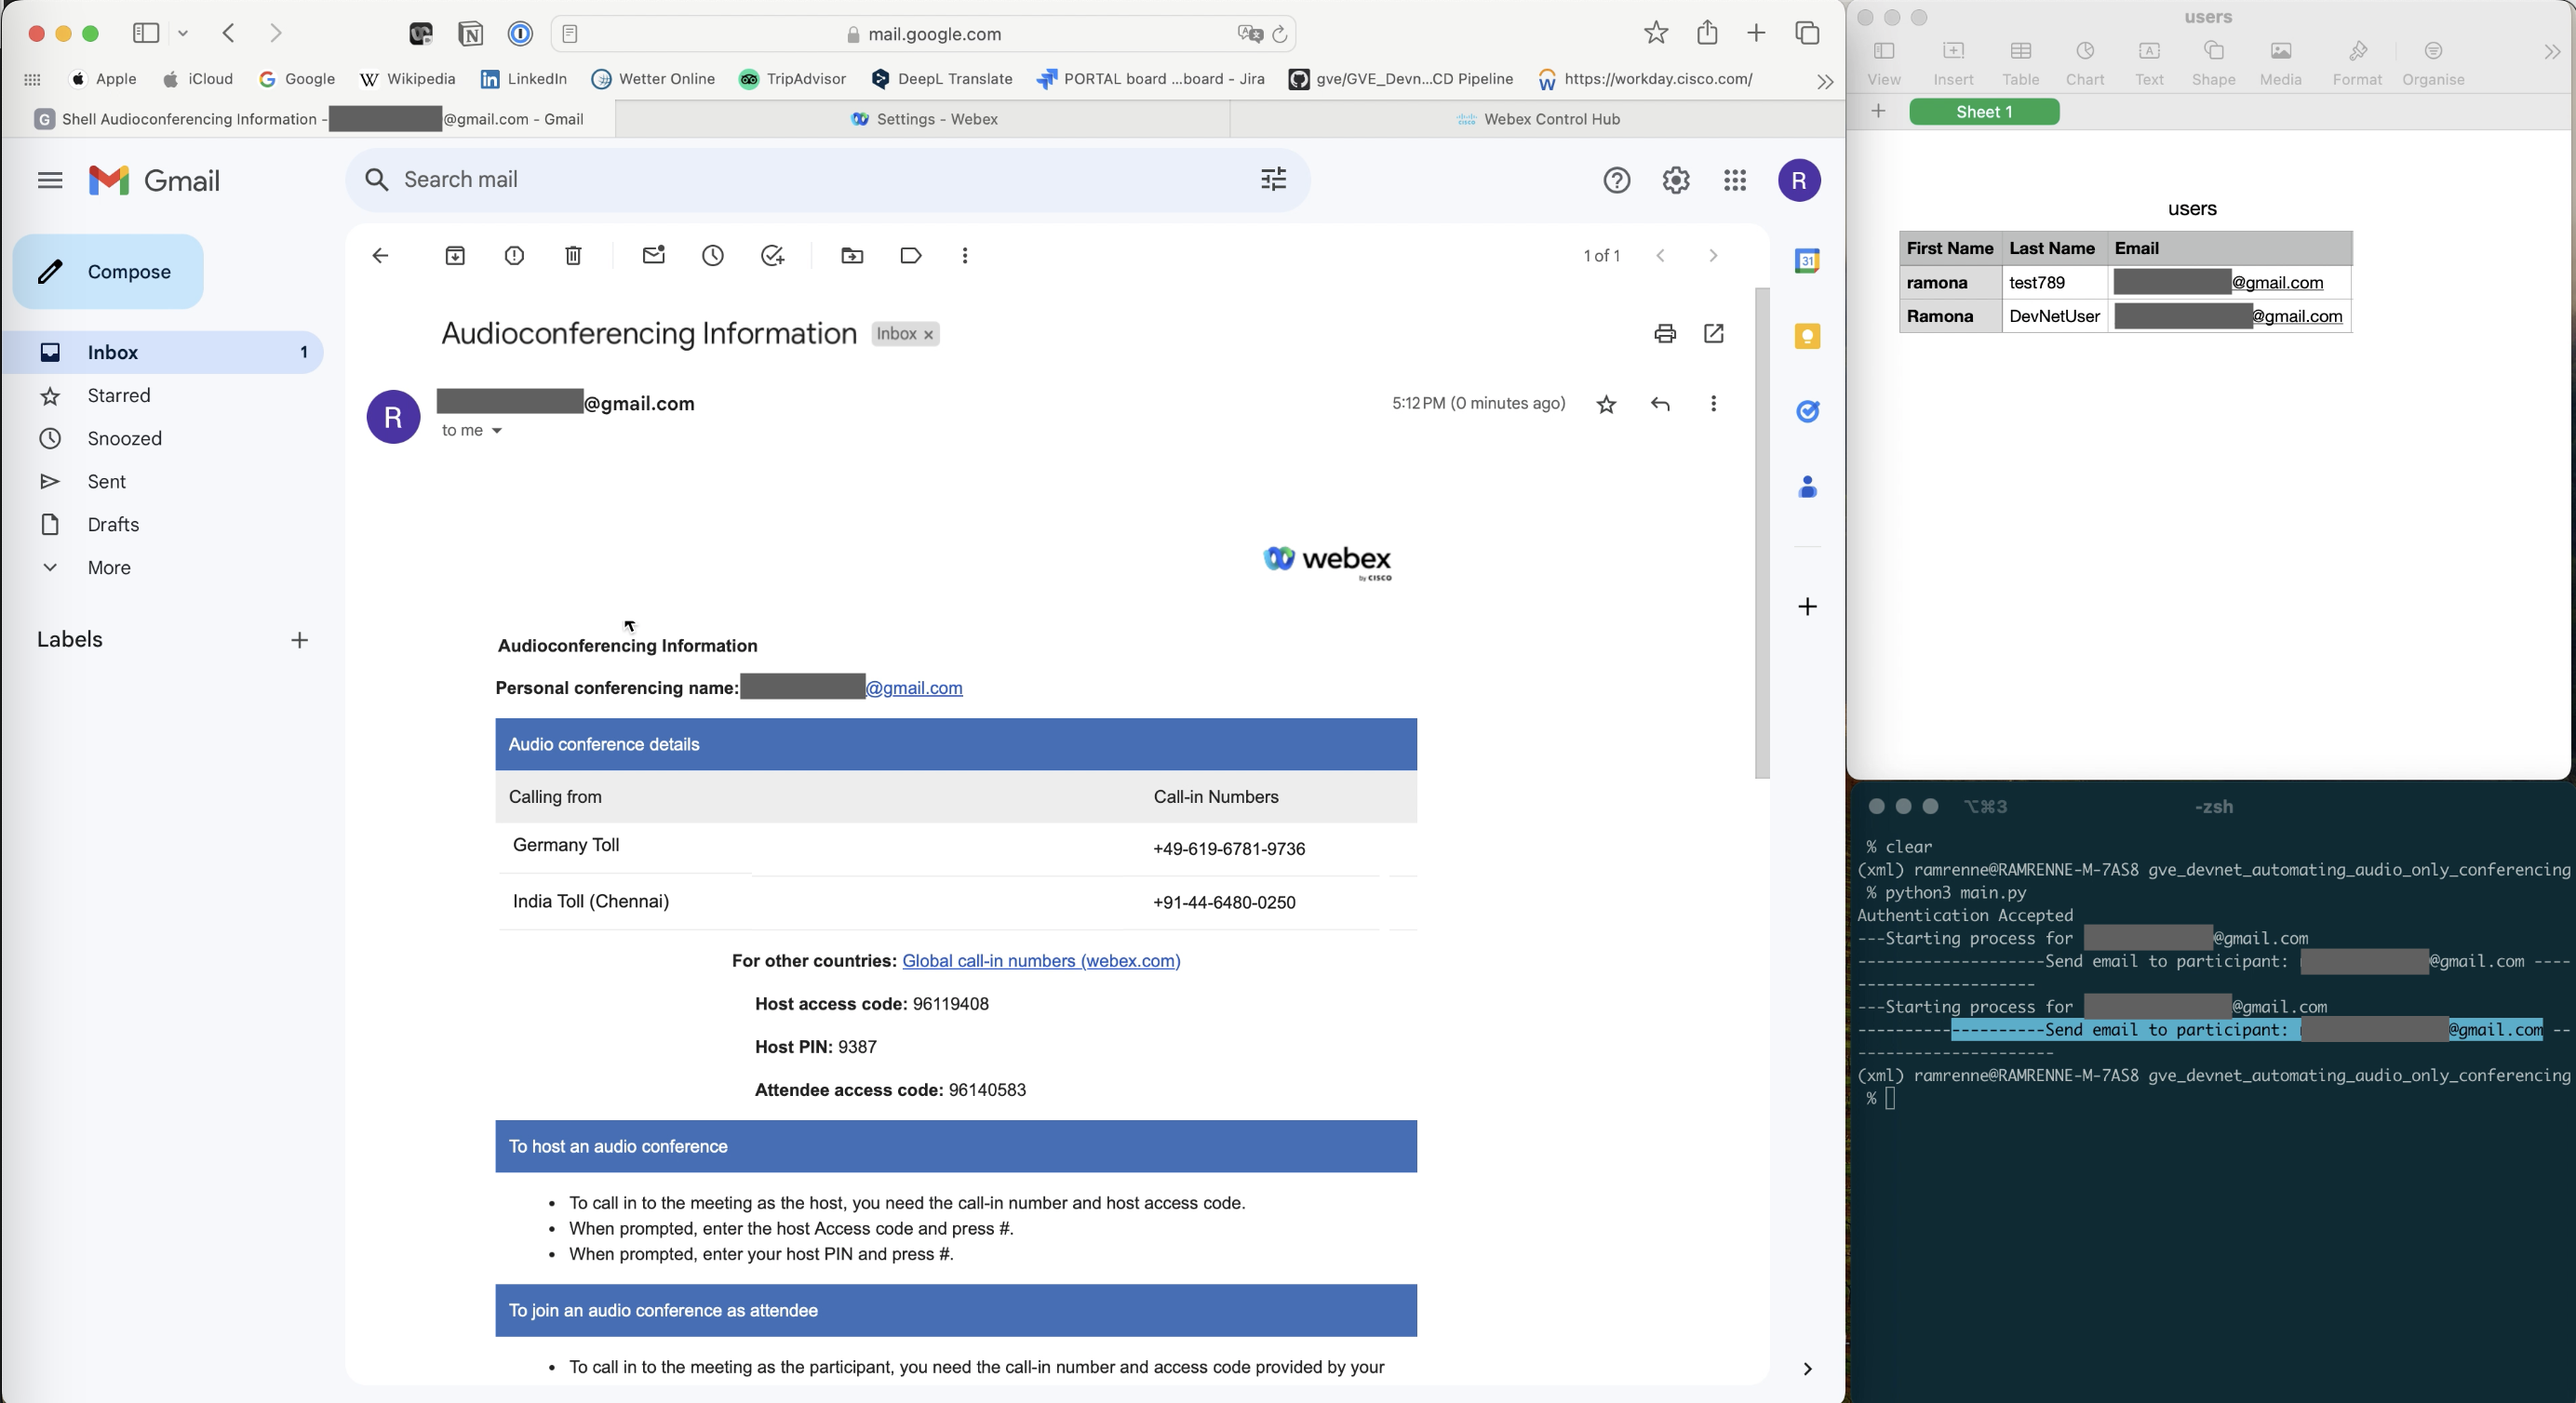 mail.google.com
Apple
iCloud
Google
Wikipedia
LinkedIn
Wetter Online
TripAdvisor
DeepL Translate
PORTAL board ...board - Jira
gve/GVE_Devn...CD Pipeline
https://workday.cisco.com/
Shell Audioconferencing Information - @gmail.com - Gmail
Settings - Webex
Webex Control Hub
Gmail
Search mail
R
Compose
1 of 1
31
Inbox 1
Starred
Snoozed
Sent
Drafts
More
Labels
Audioconferencing Information
Inbox ×
R
@gmail.com
5:12 PM (0 minutes ago)
to me
webex
by CISCO
Audioconferencing Information
Personal conferencing name: @gmail.com
Audio conference details
Calling from Call-in Numbers
Germany Toll +49-619-6781-9736
India Toll (Chennai) +91-44-6480-0250
For other countries: Global call-in numbers (webex.com)
Host access code: 96119408
Host PIN: 9387
Attendee access code: 96140583
To host an audio conference
• To call in to the meeting as the host, you need the call-in number and host access code.
• When prompted, enter the host Access code and press #.
• When prompted, enter your host PIN and press #.
To join an audio conference as attendee
• To call in to the meeting as the participant, you need the call-in number and access code provided by your
users
View
Insert
Table
Chart
Text
Shape
Media
Format
Organise
Sheet 1
users
First Name Last Name Email
ramona test789 @gmail.com
Ramona DevNetUser @gmail.com
⌥⌘3 -zsh
% clear
(xml) ramrenne@RAMRENNE-M-7AS8 gve_devnet_automating_audio_only_conferencing
% python3 main.py
Authentication Accepted
---Starting process for @gmail.com
--------------------Send email to participant: @gmail.com ----
-------------------
---Starting process for @gmail.com
--------------------Send email to participant: @gmail.com --
---------------------
(xml) ramrenne@RAMRENNE-M-7AS8 gve_devnet_automating_audio_only_conferencing
%